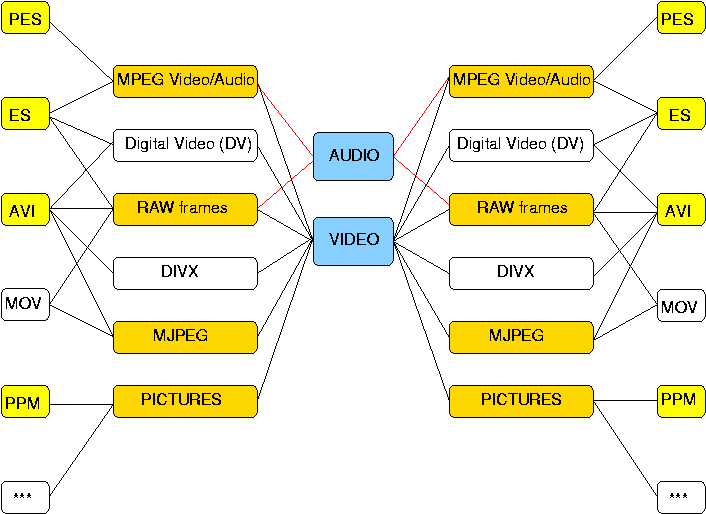 PES
ES
AVI
MOV
PPM
***
MPEG Video/Audio
Digital Video (DV)
RAW frames
DIVX
MJPEG
PICTURES
AUDIO
VIDEO
MPEG Video/Audio
Digital Video (DV)
RAW frames
DIVX
MJPEG
PICTURES
PES
ES
AVI
MOV
PPM
***